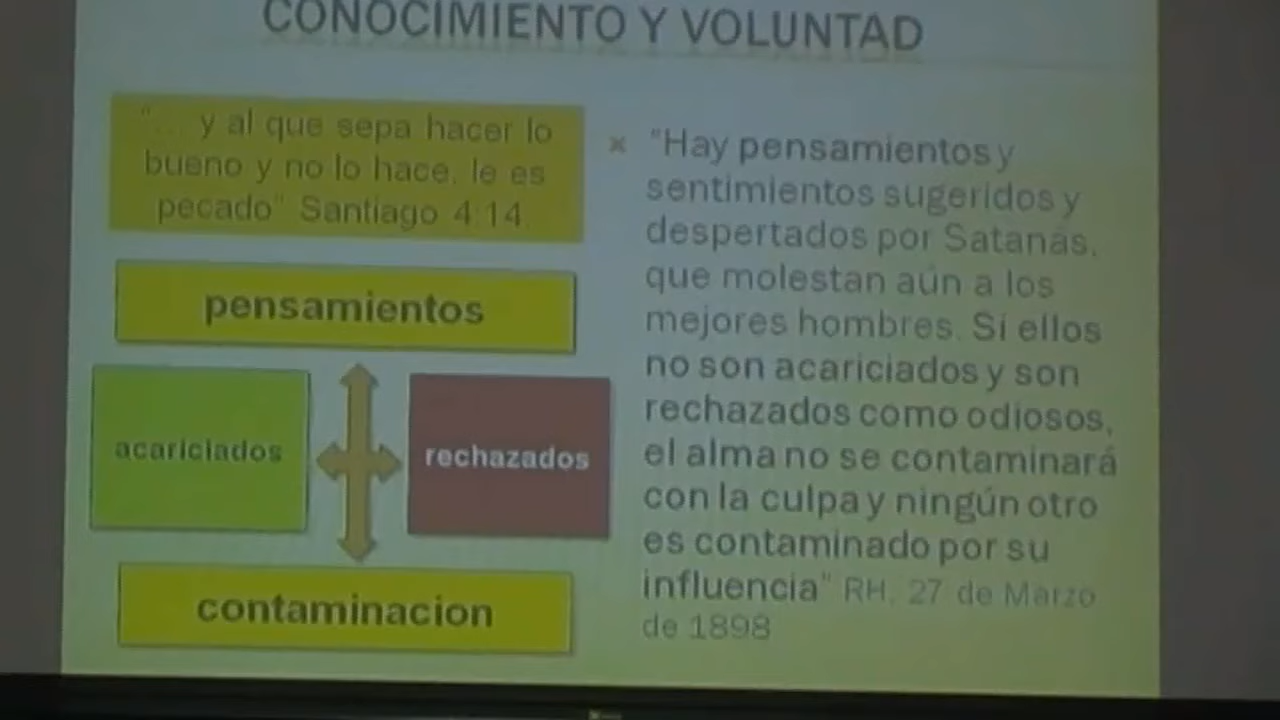 CONOCIMIENTO Y VOLUNTAD
"... y al que sepa hacer lo
bueno y no lo hace, le es
pecado" Santiago 4:14.
pensamientos
acariciados
rechazados
contaminacion
"Hay pensamientos y
sentimientos sugeridos y
despertados por Satanás,
que molestan aún a los
mejores hombres. Si ellos
no son acariciados y son
rechazados como odiosos,
el alma no se contaminará
con la culpa y ningún otro
es contaminado por su
influencia" RH, 27 de Marzo
de 1898